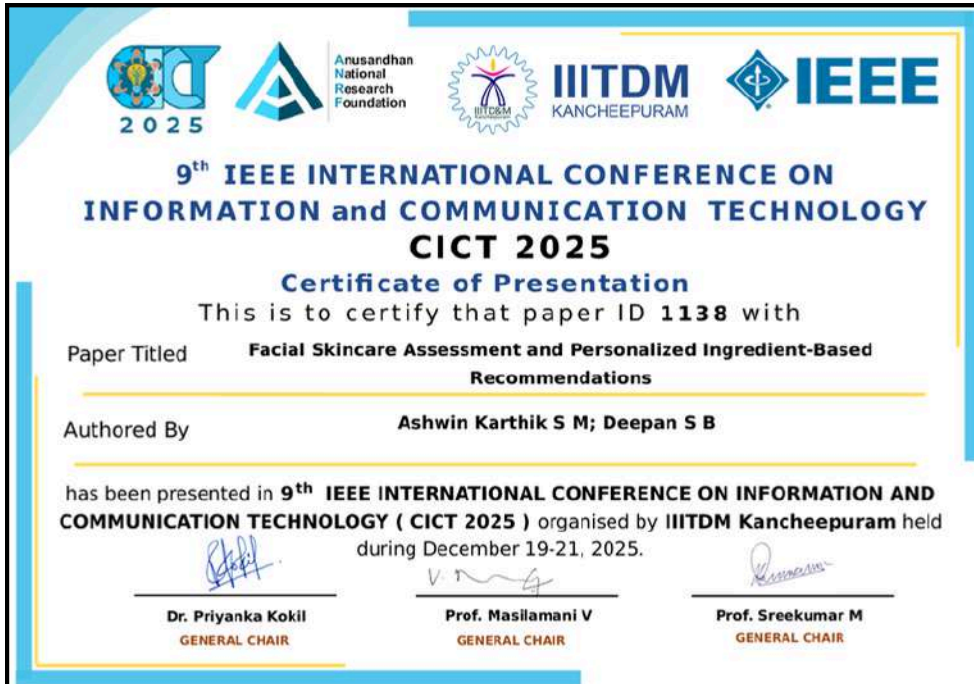 CICT
2025
Anusandhan
National
Research
Foundation
IIITD&M
Kancheepuram
IIITDM
KANCHEEPURAM
IEEE
9th IEEE INTERNATIONAL CONFERENCE ON
INFORMATION and COMMUNICATION TECHNOLOGY
CICT 2025
Certificate of Presentation
This is to certify that paper ID 1138 with
Paper Titled Facial Skincare Assessment and Personalized Ingredient-Based
Recommendations
Authored By Ashwin Karthik S M; Deepan S B
has been presented in 9th IEEE INTERNATIONAL CONFERENCE ON INFORMATION AND
COMMUNICATION TECHNOLOGY ( CICT 2025 ) organised by IIITDM Kancheepuram held
during December 19-21, 2025.
Dr. Priyanka Kokil Prof. Masilamani V Prof. Sreekumar M
GENERAL CHAIR GENERAL CHAIR GENERAL CHAIR